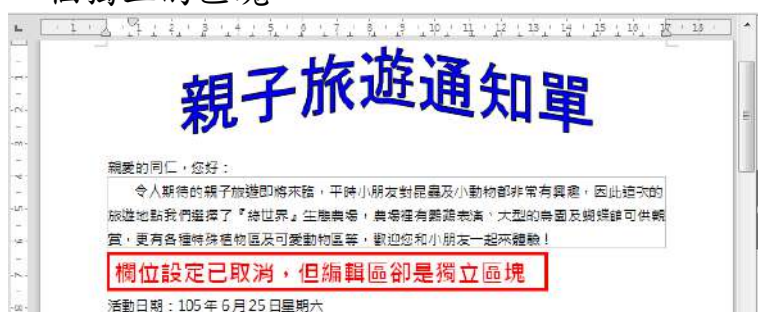 親子旅遊通知單
親愛的同仁，您好：
令人期待的親子旅遊即將來臨，平時小朋友對昆蟲及小動物都非常有興趣，因此這次的
旅遊地點我們選擇了『綠世界』生態農場，農場裡有鸚鵡表演、大型的鳥園及蝴蝶館可供觀
賞，更有各種特殊植物區及可愛動物區等，歡迎您和小朋友一起來體驗！
欄位設定已取消，但編輯區卻是獨立區塊
活動日期：105 年 6 月 25 日星期六